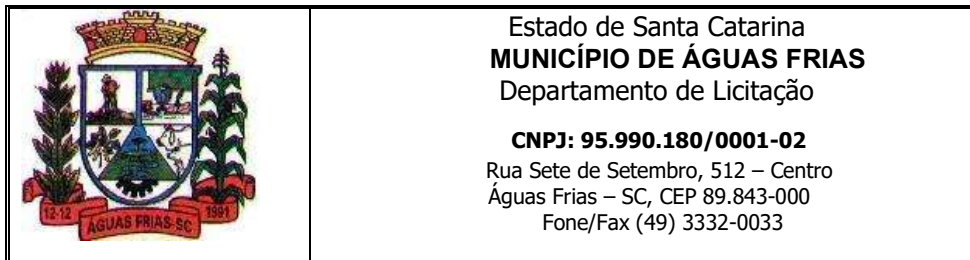 12-12
ÁGUAS FRIAS-SC
1991
Estado de Santa Catarina
MUNICÍPIO DE ÁGUAS FRIAS
Departamento de Licitação
CNPJ: 95.990.180/0001-02
Rua Sete de Setembro, 512 – Centro
Águas Frias – SC, CEP 89.843-000
Fone/Fax (49) 3332-0033